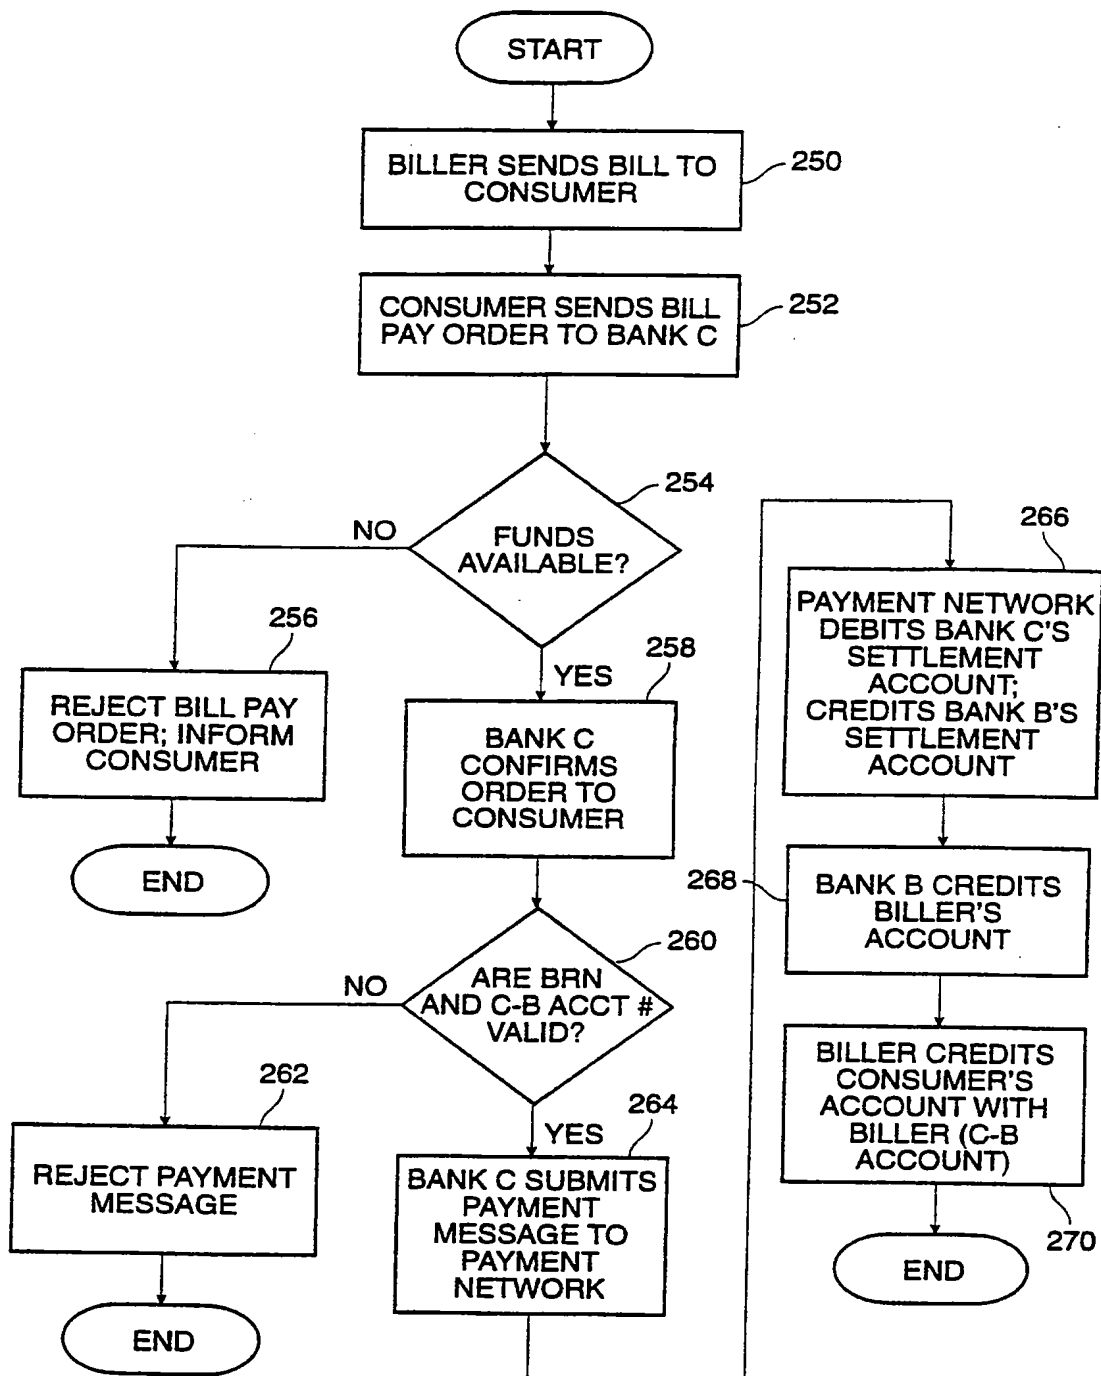 START
BILLER SENDS BILL TO
CONSUMER
250
CONSUMER SENDS BILL
PAY ORDER TO BANK C
252
FUNDS
AVAILABLE?
254
NO
YES
256
REJECT BILL PAY
ORDER; INFORM
CONSUMER
END
258
BANK C
CONFIRMS
ORDER TO
CONSUMER
ARE BRN
AND C-B ACCT #
VALID?
260
NO
YES
262
REJECT PAYMENT
MESSAGE
END
264
BANK C SUBMITS
PAYMENT
MESSAGE TO
PAYMENT
NETWORK
266
PAYMENT NETWORK
DEBITS BANK C'S
SETTLEMENT
ACCOUNT;
CREDITS BANK B'S
SETTLEMENT
ACCOUNT
268
BANK B CREDITS
BILLER'S
ACCOUNT
BILLER CREDITS
CONSUMER'S
ACCOUNT WITH
BILLER (C-B
ACCOUNT)
270
END